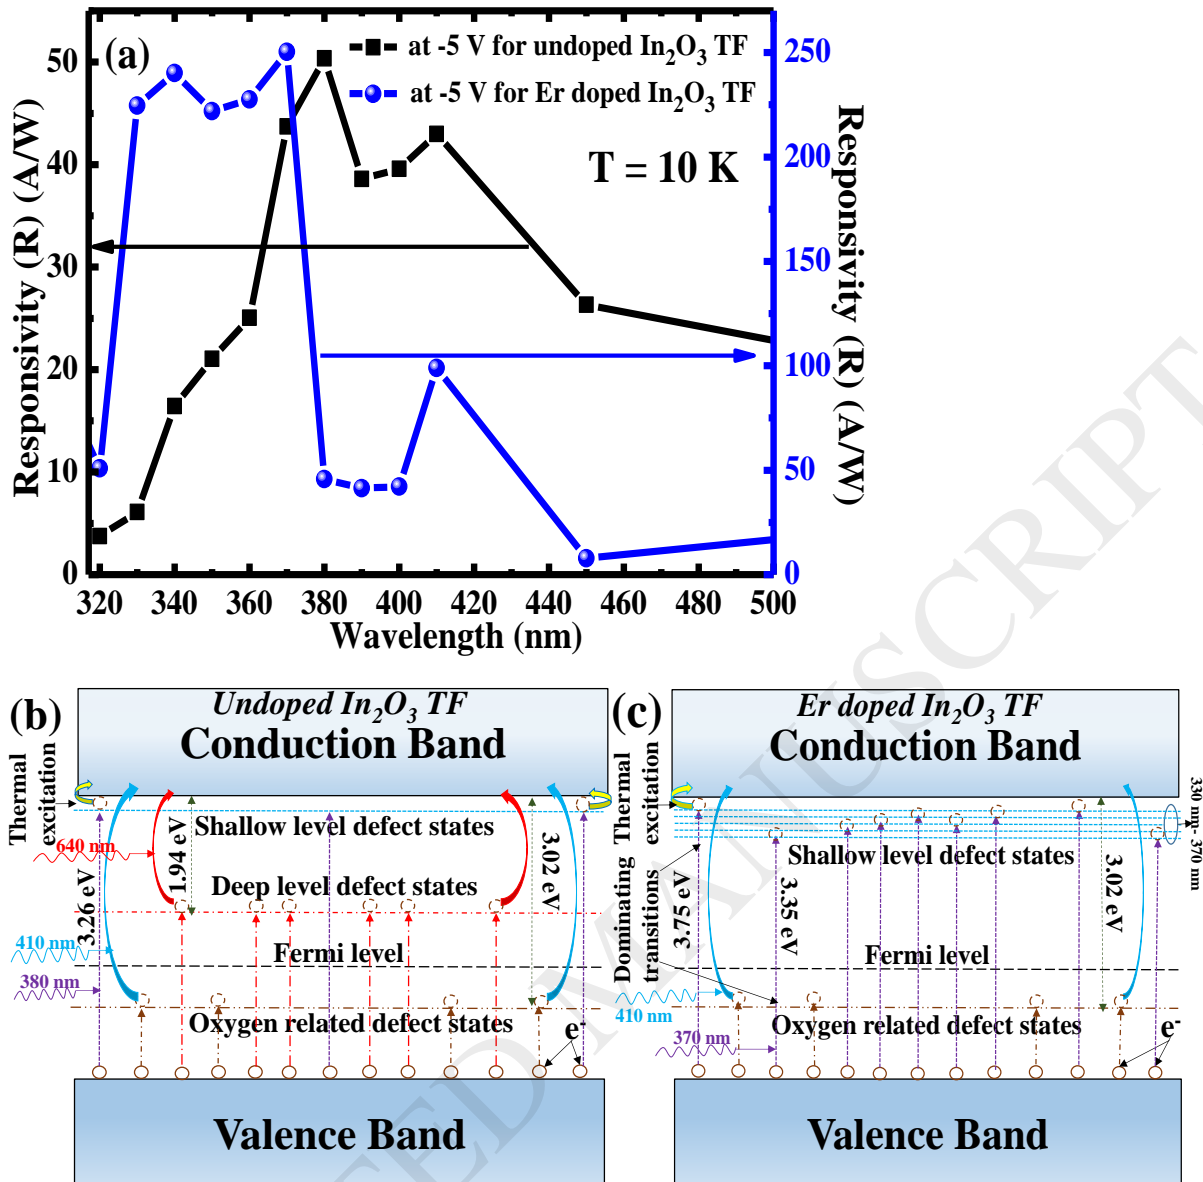 (a)
at -5 V for undoped In₂O₃ TF
at -5 V for Er doped In₂O₃ TF
T = 10 K
Responsivity (R) (A/W)
50
40
30
20
10
0
Responsivity (R) (A/W)
250
200
150
100
50
0
320 340 360 380 400 420 440 460 480 500
Wavelength (nm)
(b)
Undoped In₂O₃ TF
Conduction Band
Thermal
excitation
Shallow level defect states
640 nm
1.94 eV
3.02 eV
Deep level defect states
3.26 eV
410 nm
Fermi level
380 nm
Oxygen related defect states
e⁻
Valence Band
(c)
Er doped In₂O₃ TF
Conduction Band
Thermal
excitation
330 nm- 370 nm
Shallow level defect states
Dominating
transitions
3.75 eV
3.35 eV
3.02 eV
Fermi level
410 nm
Oxygen related defect states
370 nm
e⁻
Valence Band
ED MANUSCRIPT